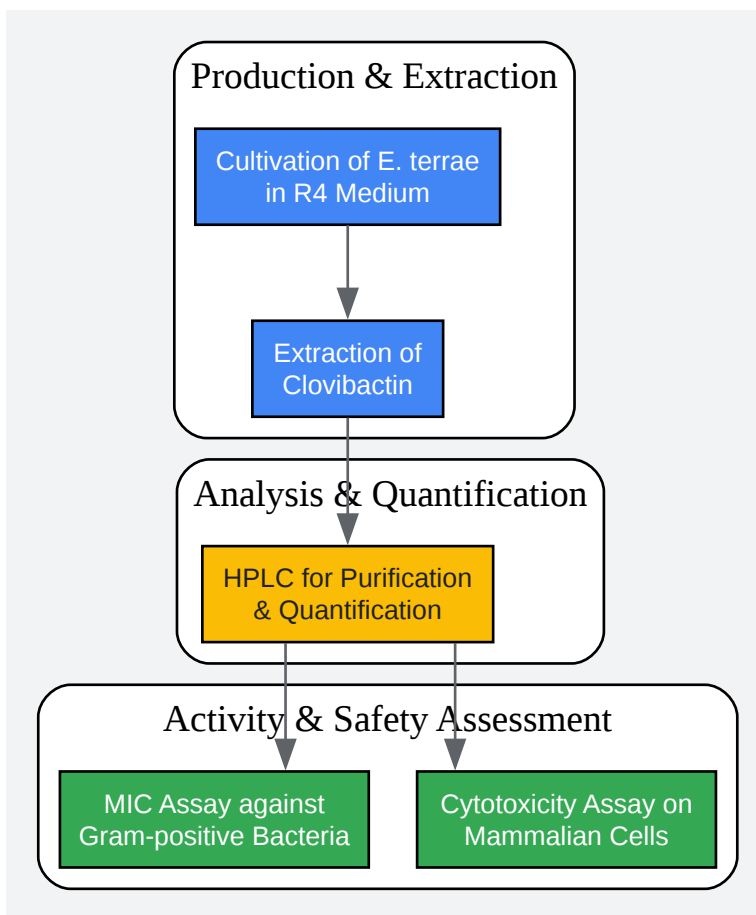 Production & Extraction
Cultivation of E. terrae
in R4 Medium
Extraction of
Clovibactin
Analysis & Quantification
HPLC for Purification
& Quantification
Activity & Safety Assessment
MIC Assay against
Gram-positive Bacteria
Cytotoxicity Assay on
Mammalian Cells